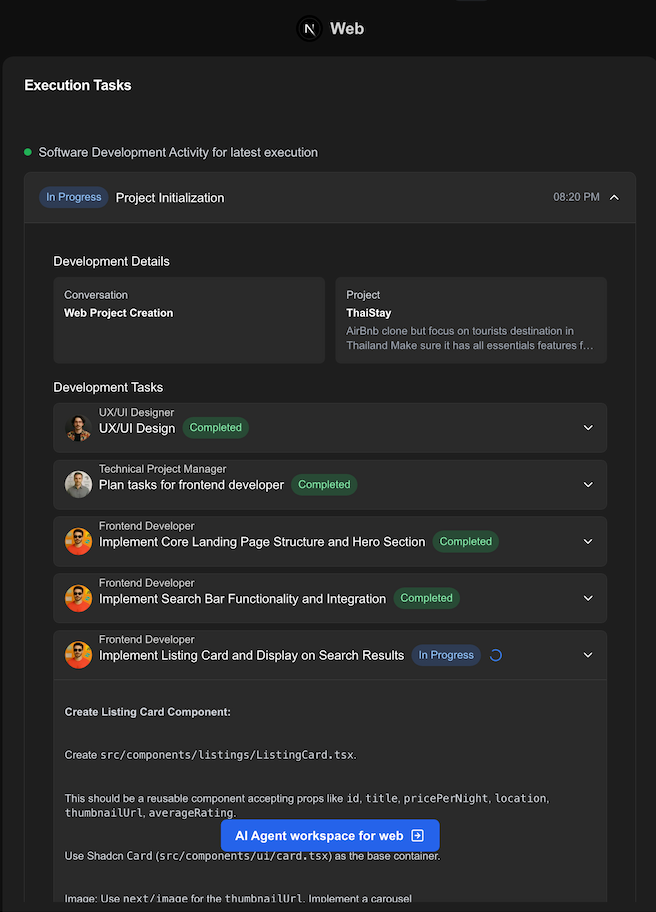 N Web
Execution Tasks
Software Development Activity for latest execution
In Progress Project Initialization 08:20 PM
Development Details
Conversation
Web Project Creation
Project
ThaiStay
AirBnb clone but focus on tourists destination in
Thailand Make sure it has all essentials features f…
Development Tasks
UX/UI Designer
UX/UI Design Completed
Technical Project Manager
Plan tasks for frontend developer Completed
Frontend Developer
Implement Core Landing Page Structure and Hero Section Completed
Frontend Developer
Implement Search Bar Functionality and Integration Completed
Frontend Developer
Implement Listing Card and Display on Search Results In Progress
Create Listing Card Component:
Create src/components/listings/ListingCard.tsx.
This should be a reusable component accepting props like id, title, pricePerNight, location,
thumbnailUrl, averageRating.
AI Agent workspace for web
Use Shadcn Card (src/components/ui/card.tsx) as the base container.
Image: Use next/image for the thumbnailUrl. Implement a carousel